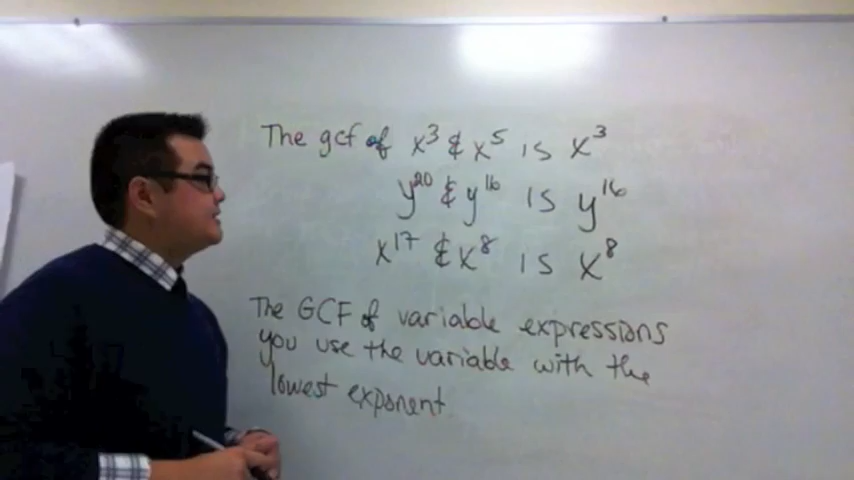 The gcf of x³ & x⁵ is x³
y²⁰ & y¹⁶ is y¹⁶
x¹⁷ & x⁸ is x⁸
The GCF of variable expressions
you use the variable with the
lowest exponent